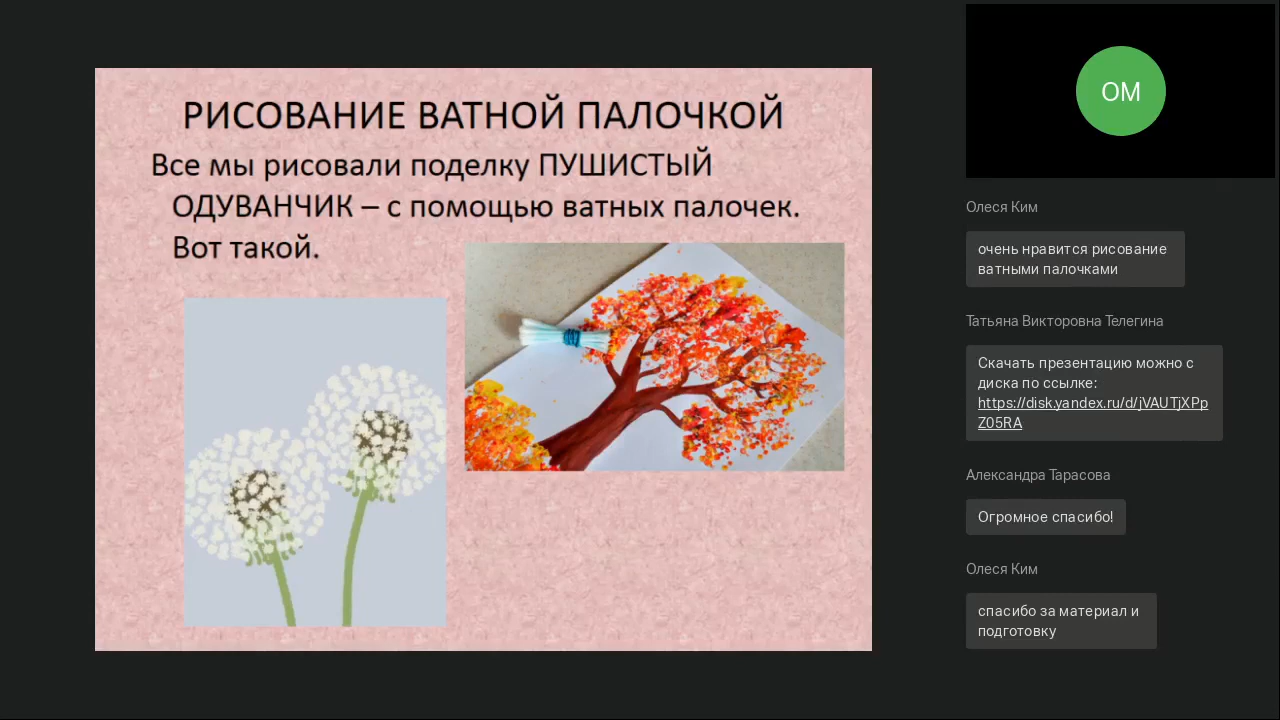 РИСОВАНИЕ ВАТНОЙ ПАЛОЧКОЙ
Все мы рисовали поделку ПУШИСТЫЙ
ОДУВАНЧИК – с помощью ватных палочек.
Вот такой.
ОМ
Олеся Ким
очень нравится рисование
ватными палочками
Татьяна Викторовна Телегина
Скачать презентацию можно с
диска по ссылке:
https://disk.yandex.ru/d/jVAUTjXPp
Z05RA
Александра Тарасова
Огромное спасибо!
Олеся Ким
спасибо за материал и
подготовку